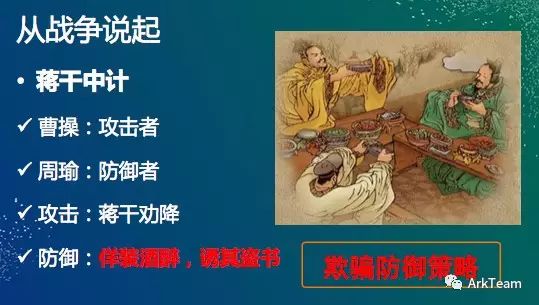 从战争说起
• 蒋干中计
✓ 曹操：攻击者
✓ 周瑜：防御者
✓ 攻击：蒋干劝降
✓ 防御：佯装酒醉，诱其盗书
欺骗防御策略
ArkTeam